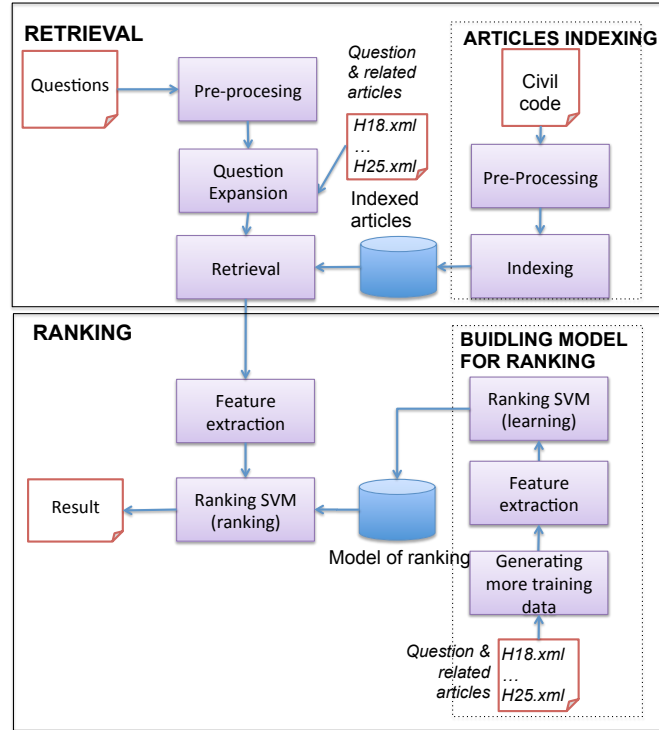 RETRIEVAL
Questions
Pre-procesing
Question
Expansion
Retrieval
Question
& related
articles
H18.xml
...
H25.xml
Indexed
articles
ARTICLES INDEXING
Civil
code
Pre-Processing
Indexing
RANKING
Feature
extraction
Ranking SVM
(ranking)
Result
Model of ranking
BUIDLING MODEL
FOR RANKING
Ranking SVM
(learning)
Feature
extraction
Generating
more training
data
Question &
related
articles
H18.xml
...
H25.xml